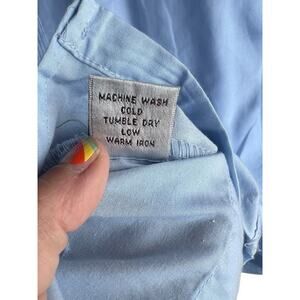 MACHINE WASH
COLD
TUMBLE DRY
LOW
WARM IRON